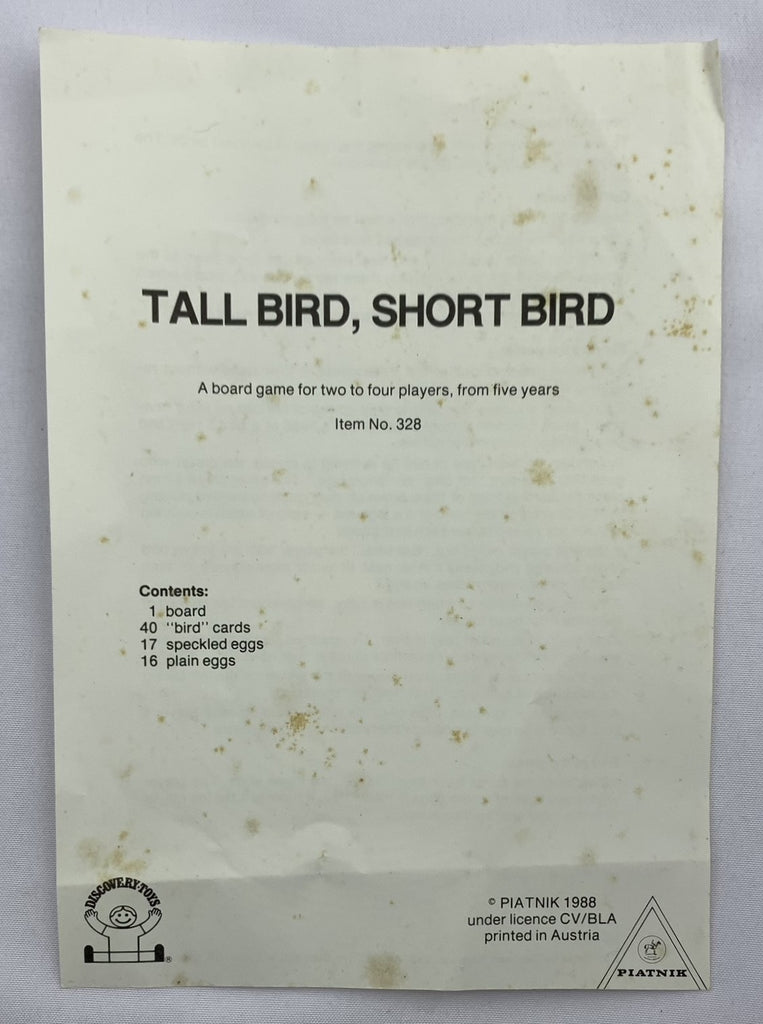 TALL BIRD, SHORT BIRD
A board game for two to four players, from five years
Item No. 328
Contents:
1 board
40 "bird" cards
17 speckled eggs
16 plain eggs
DISCOVERY TOYS
®
© PIATNIK 1988
under licence CV/BLA
printed in Austria
PIATNIK